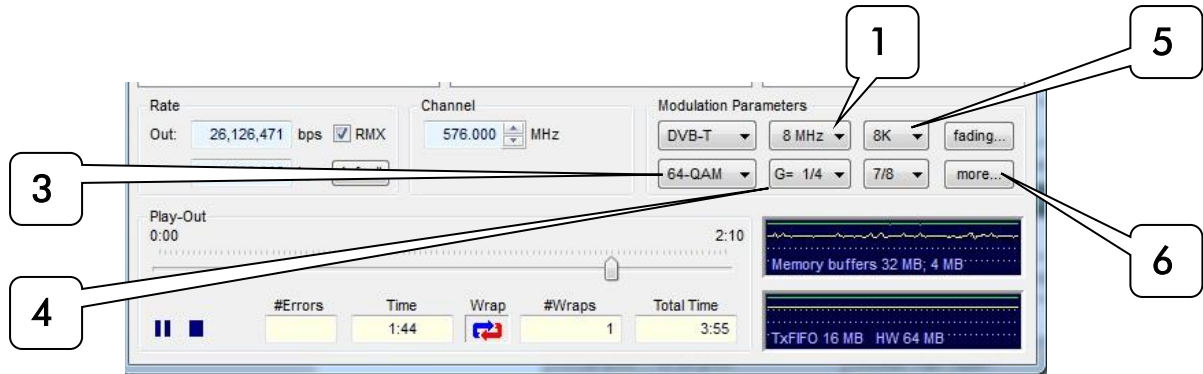 1
5
Rate
Channel
Modulation Parameters
Out: 26,126,471 bps RMX
576.000 MHz
DVB-T 8 MHz 8K fading...
3
64-QAM G= 1/4 7/8 more...
Play-Out
0:00 2:10
Memory buffers 32 MB; 4 MB
6
4
#Errors Time Wrap #Wraps Total Time
1:44 1 3:55
TxFIFO 16 MB HW 64 MB